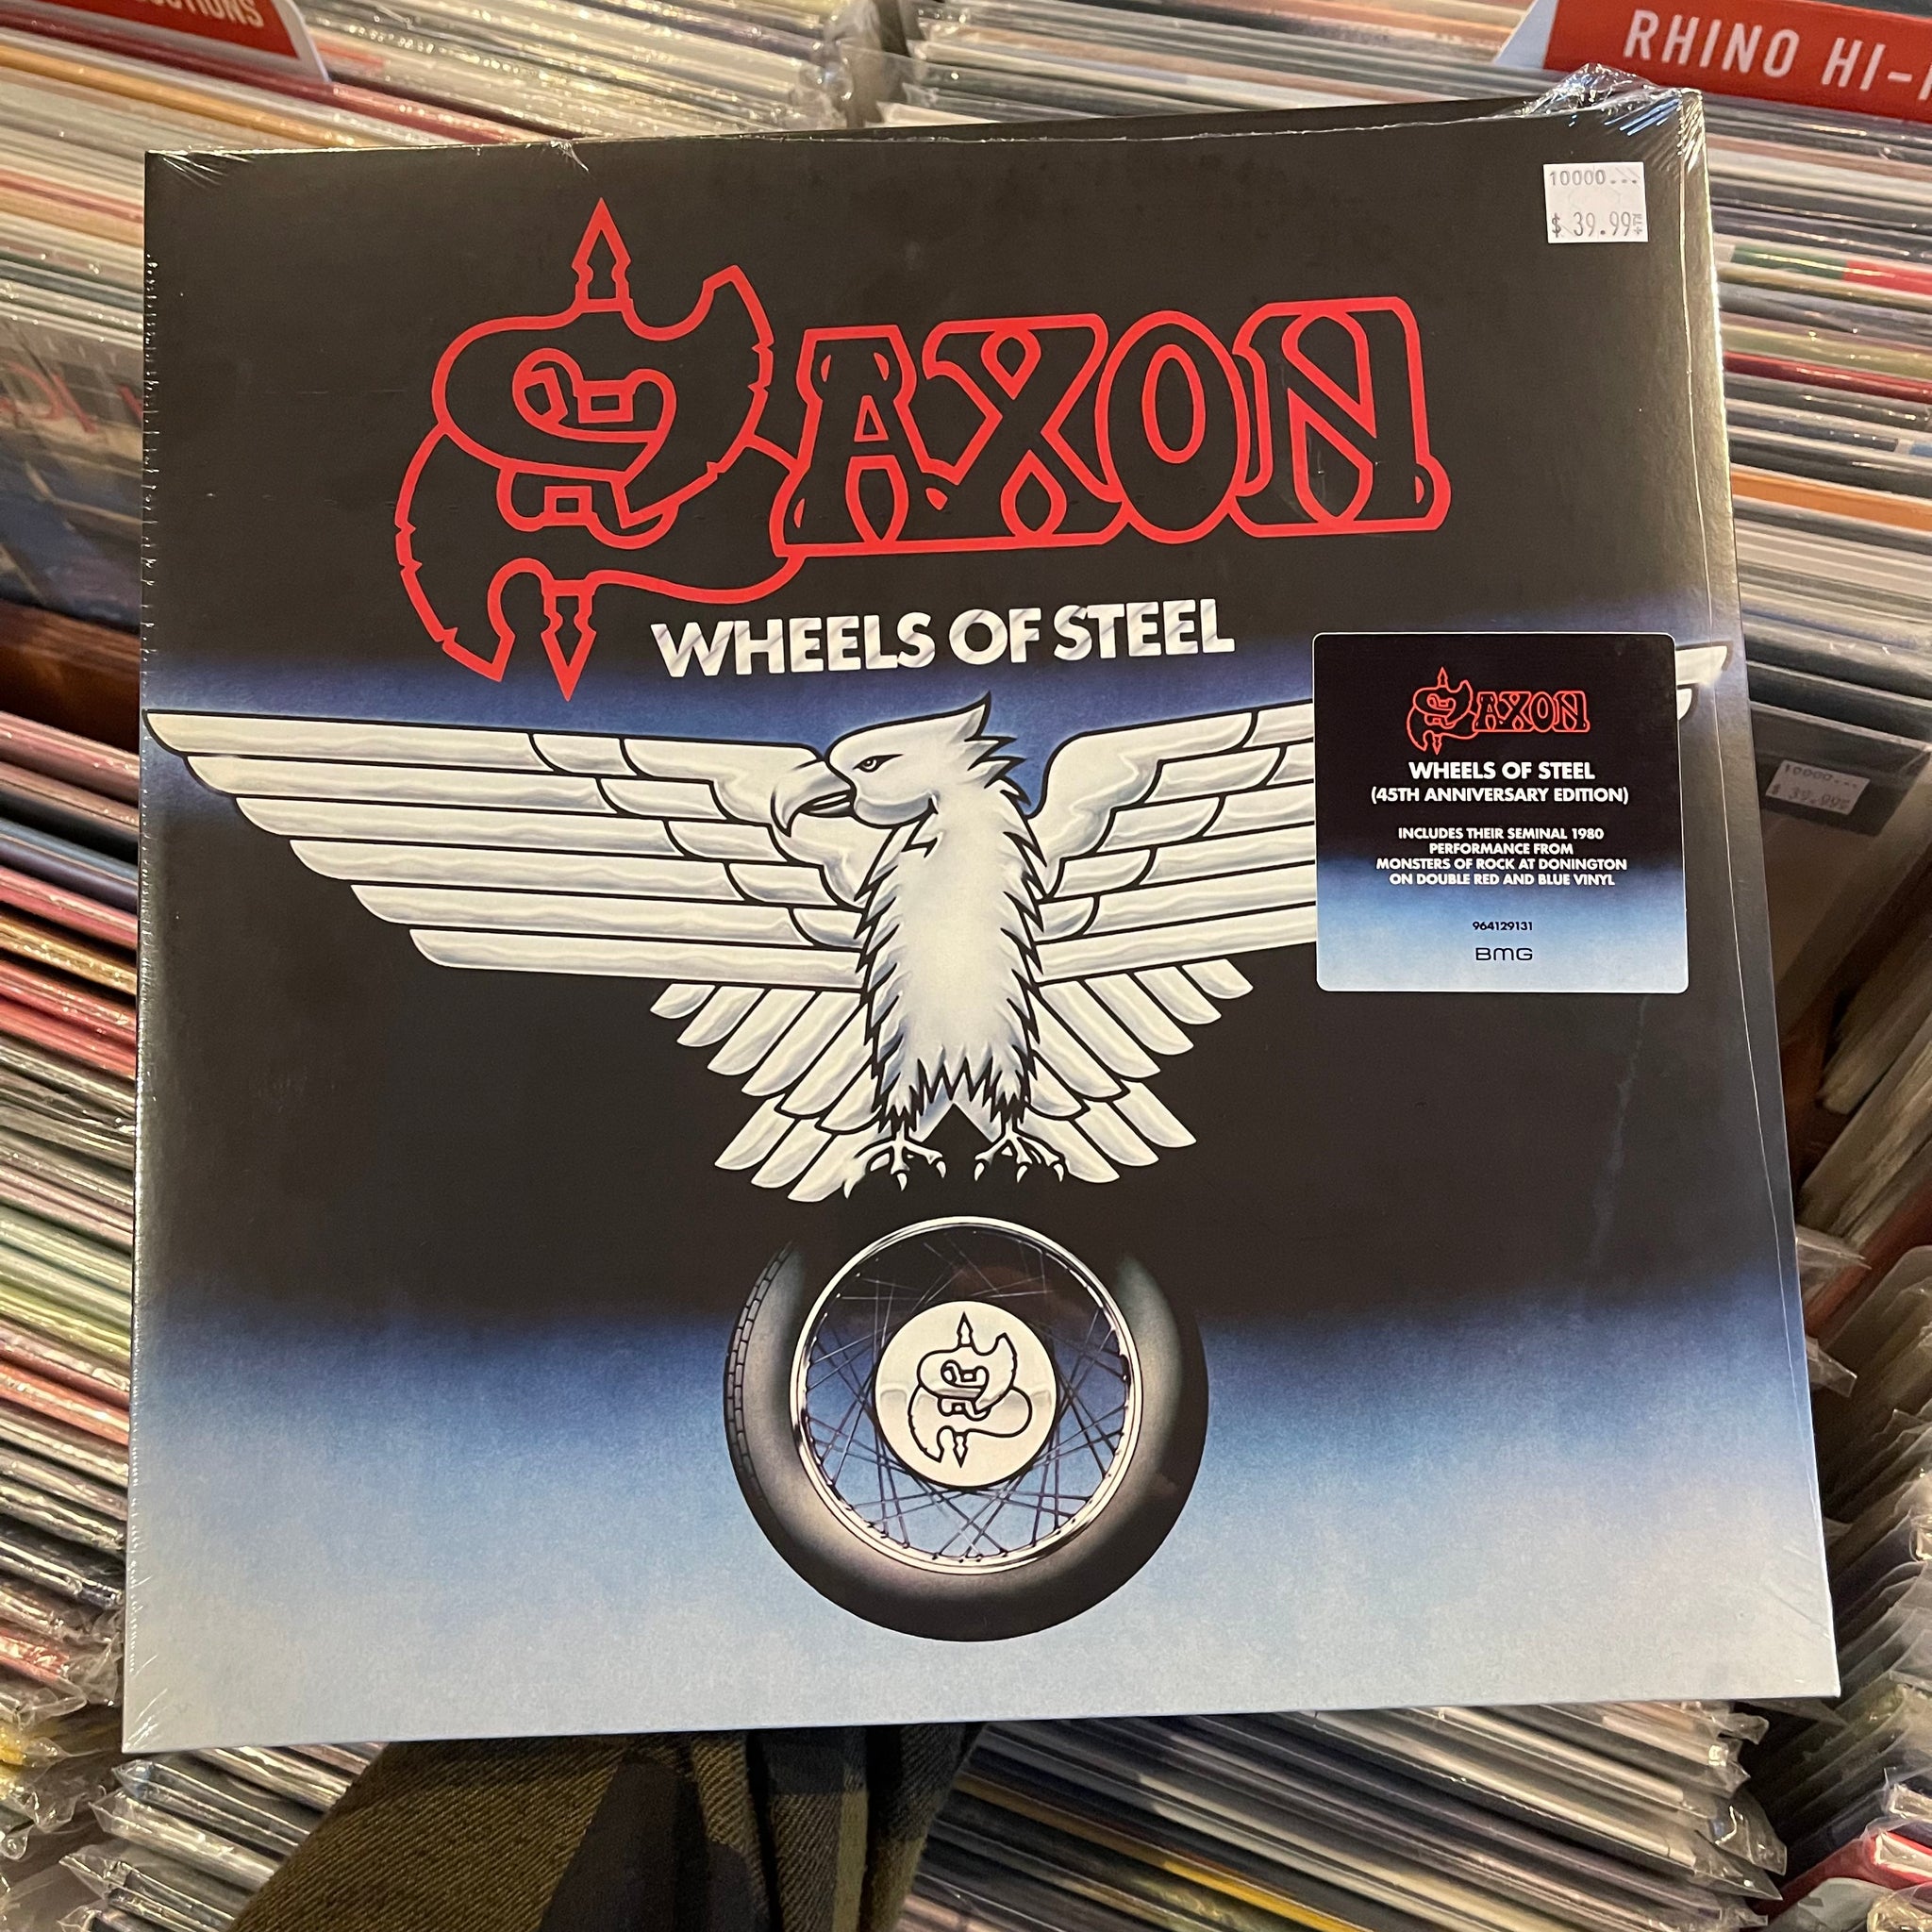 RHINO HI-
10000...
$ 39.99
SAXON
WHEELS OF STEEL
SAXON
WHEELS OF STEEL
(45TH ANNIVERSARY EDITION)
INCLUDES THEIR SEMINAL 1980
PERFORMANCE FROM
MONSTERS OF ROCK AT DONINGTON
ON DOUBLE RED AND BLUE VINYL
964129131
BMG
10000...
$ 39.99